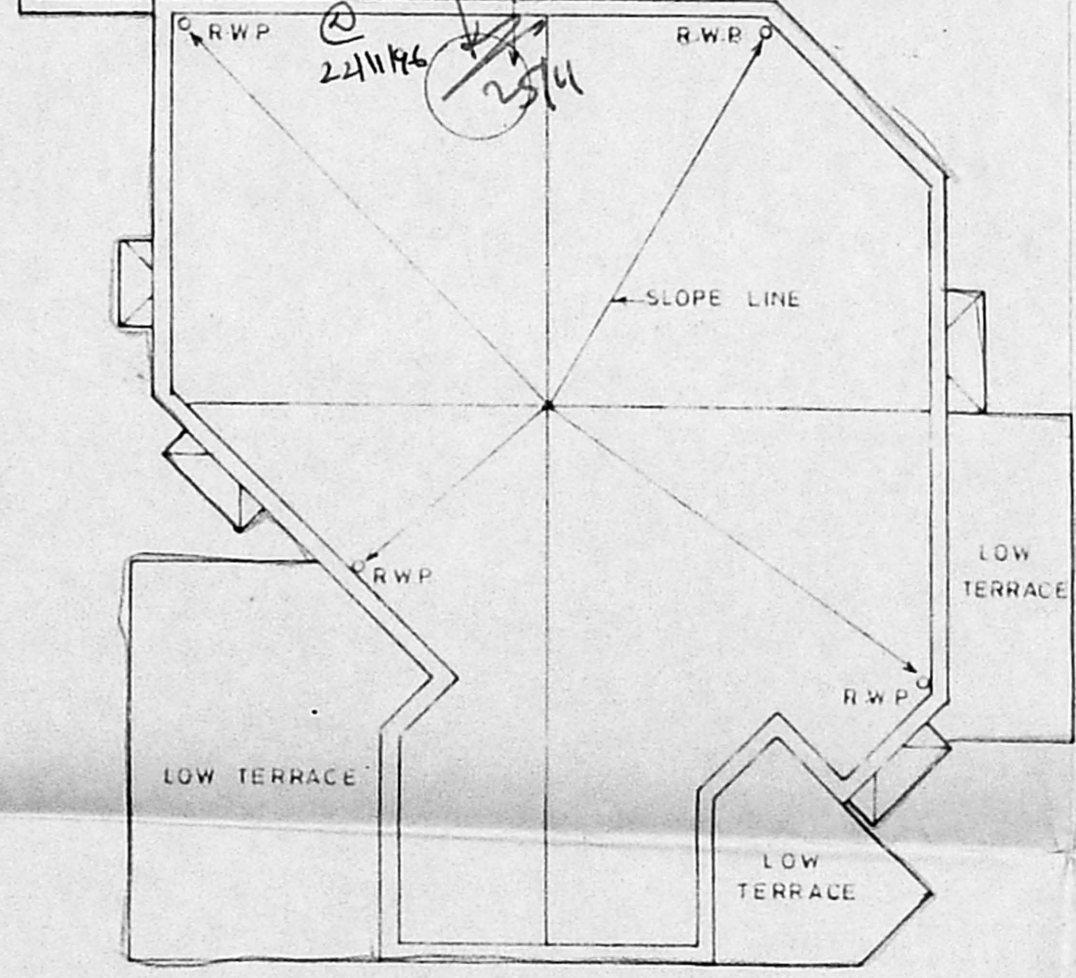 R.W.P
22/11/96
25/11
R.W.P.
SLOPE LINE
R.W.P.
LOW
TERRACE
R.W.P.
LOW TERRACE
LOW
TERRACE